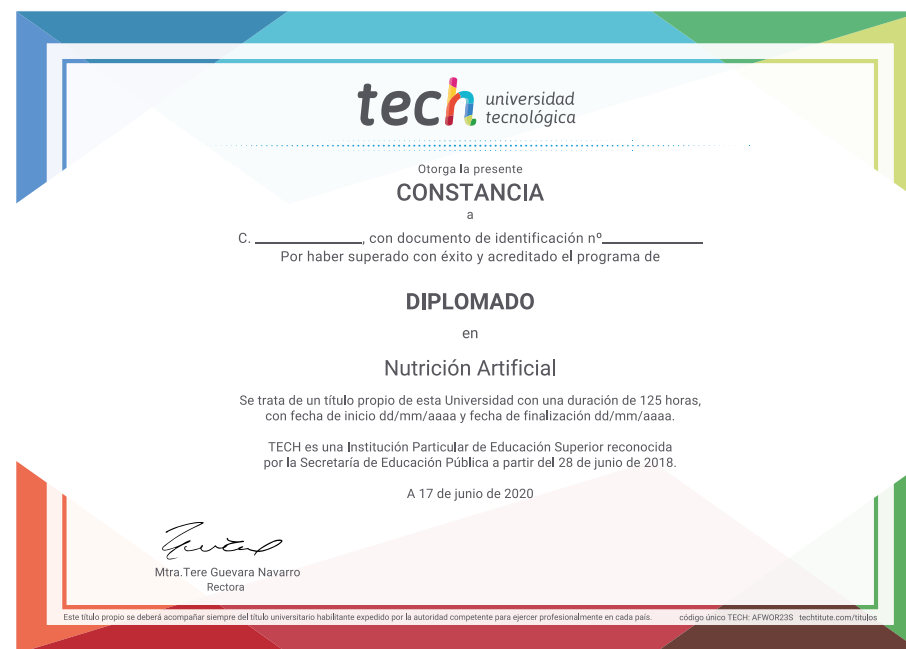 tech universidad
tecnológica
Otorga la presente
CONSTANCIA
a
C. ______________, con documento de identificación nº_____________
Por haber superado con éxito y acreditado el programa de
DIPLOMADO
en
Nutrición Artificial
Se trata de un título propio de esta Universidad con una duración de 125 horas,
con fecha de inicio dd/mm/aaaa y fecha de finalización dd/mm/aaaa.
TECH es una Institución Particular de Educación Superior reconocida
por la Secretaría de Educación Pública a partir del 28 de junio de 2018.
A 17 de junio de 2020
Mtra.Tere Guevara Navarro
Rectora
Este título propio se deberá acompañar siempre del título universitario habilitante expedido por la autoridad competente para ejercer profesionalmente en cada país. código único TECH: AFWOR23S techtitute.com/titulos